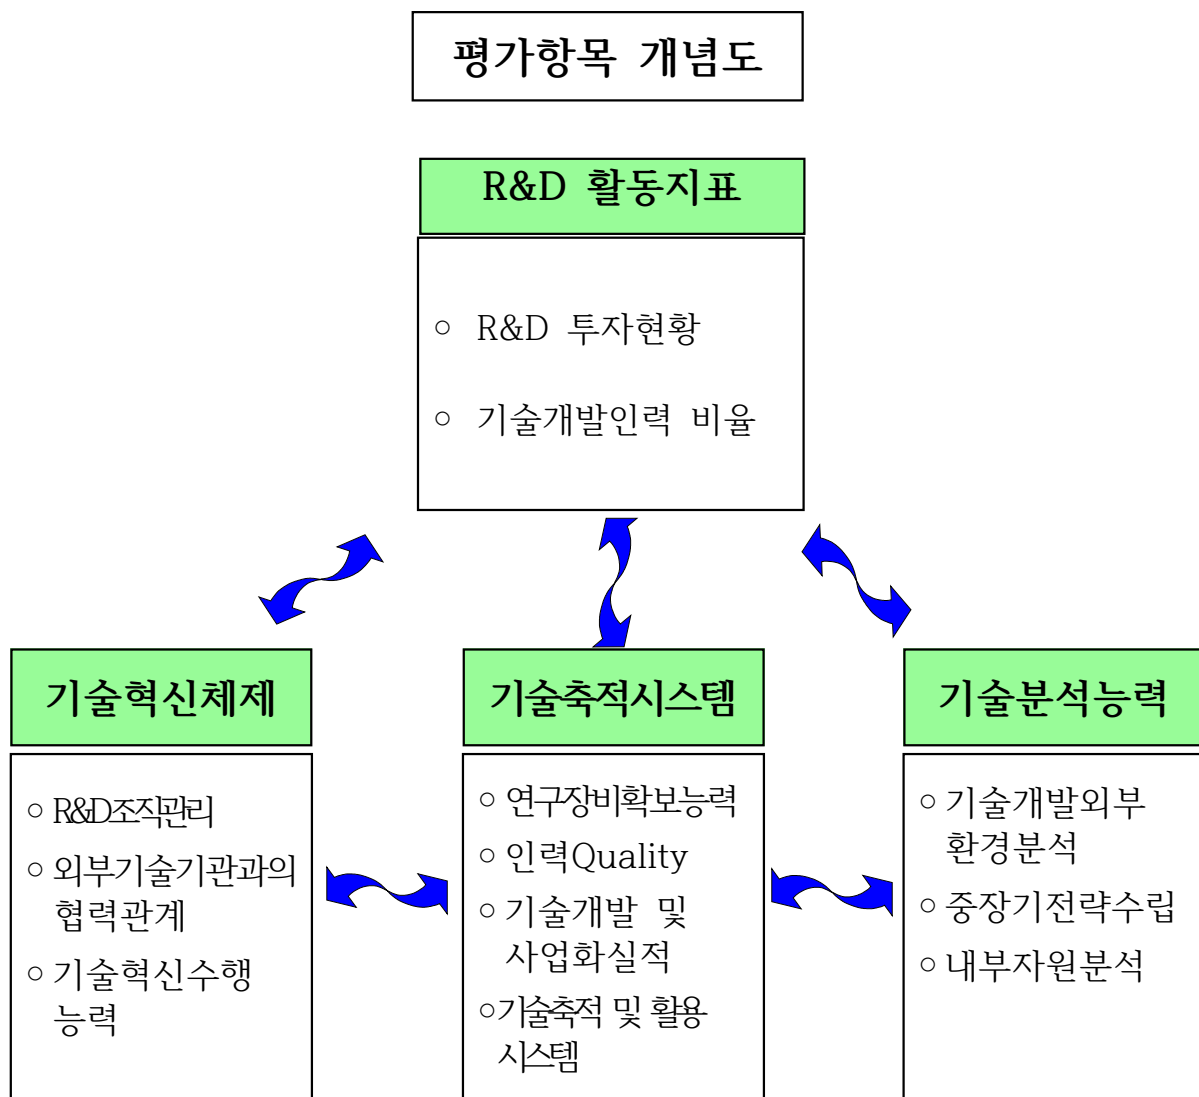 평가항목 개념도
R&D 활동지표
○ R&D 투자현황
○ 기술개발인력 비율
기술혁신체제
○ R&D조직관리
○ 외부기술기관과의
협력관계
○ 기술혁신수행
능력
기술축적시스템
○ 연구장비확보능력
○ 인력Quality
○ 기술개발 및
사업화실적
○기술축적 및 활용
시스템
기술분석능력
○ 기술개발외부
환경분석
○ 중장기전략수립
○ 내부자원분석